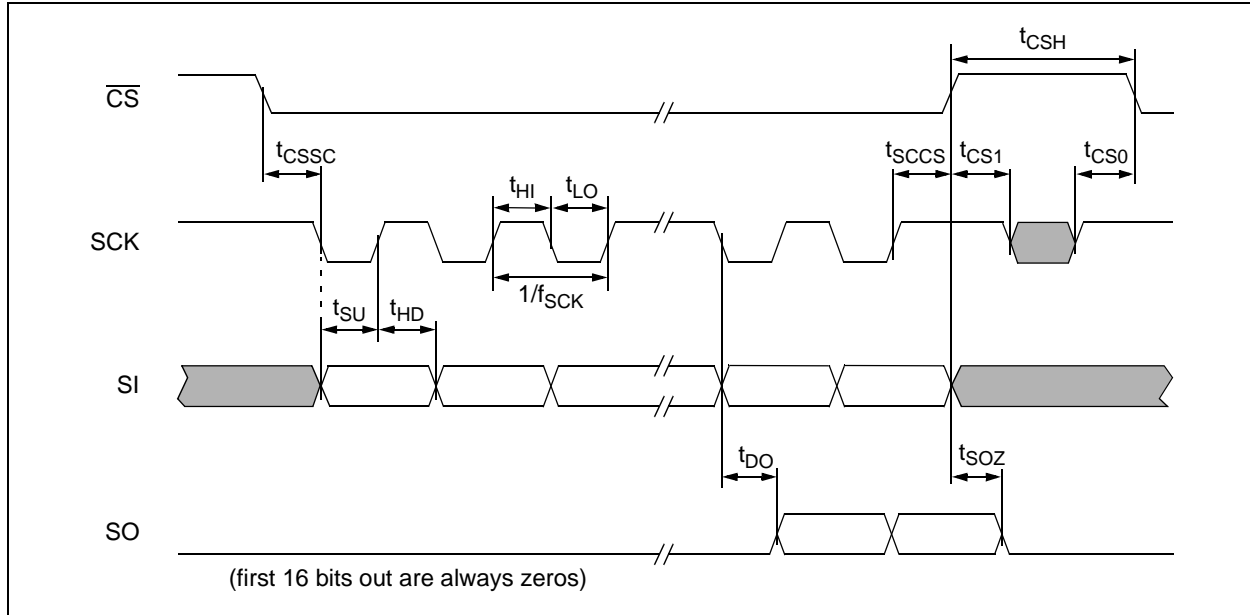 tCSH
CS
tCSSC
tSCCS
tCS1
tCS0
tHI
tLO
SCK
1/fSCK
tSU
tHD
SI
tDO
tSOZ
SO
(first 16 bits out are always zeros)